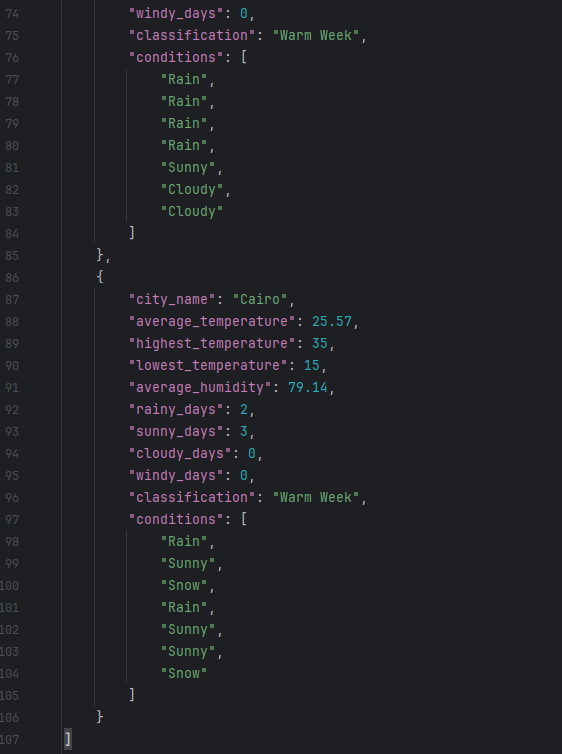 74 "windy_days": 0,
75 "classification": "Warm Week",
76 "conditions": [
77 "Rain",
78 "Rain",
79 "Rain",
80 "Rain",
81 "Sunny",
82 "Cloudy",
83 "Cloudy"
84 ]
85 },
86 {
87 "city_name": "Cairo",
88 "average_temperature": 25.57,
89 "highest_temperature": 35,
90 "lowest_temperature": 15,
91 "average_humidity": 79.14,
92 "rainy_days": 2,
93 "sunny_days": 3,
94 "cloudy_days": 0,
95 "windy_days": 0,
96 "classification": "Warm Week",
97 "conditions": [
98 "Rain",
99 "Sunny",
100 "Snow",
101 "Rain",
102 "Sunny",
103 "Sunny",
104 "Snow"
105 ]
106 }
107 ]